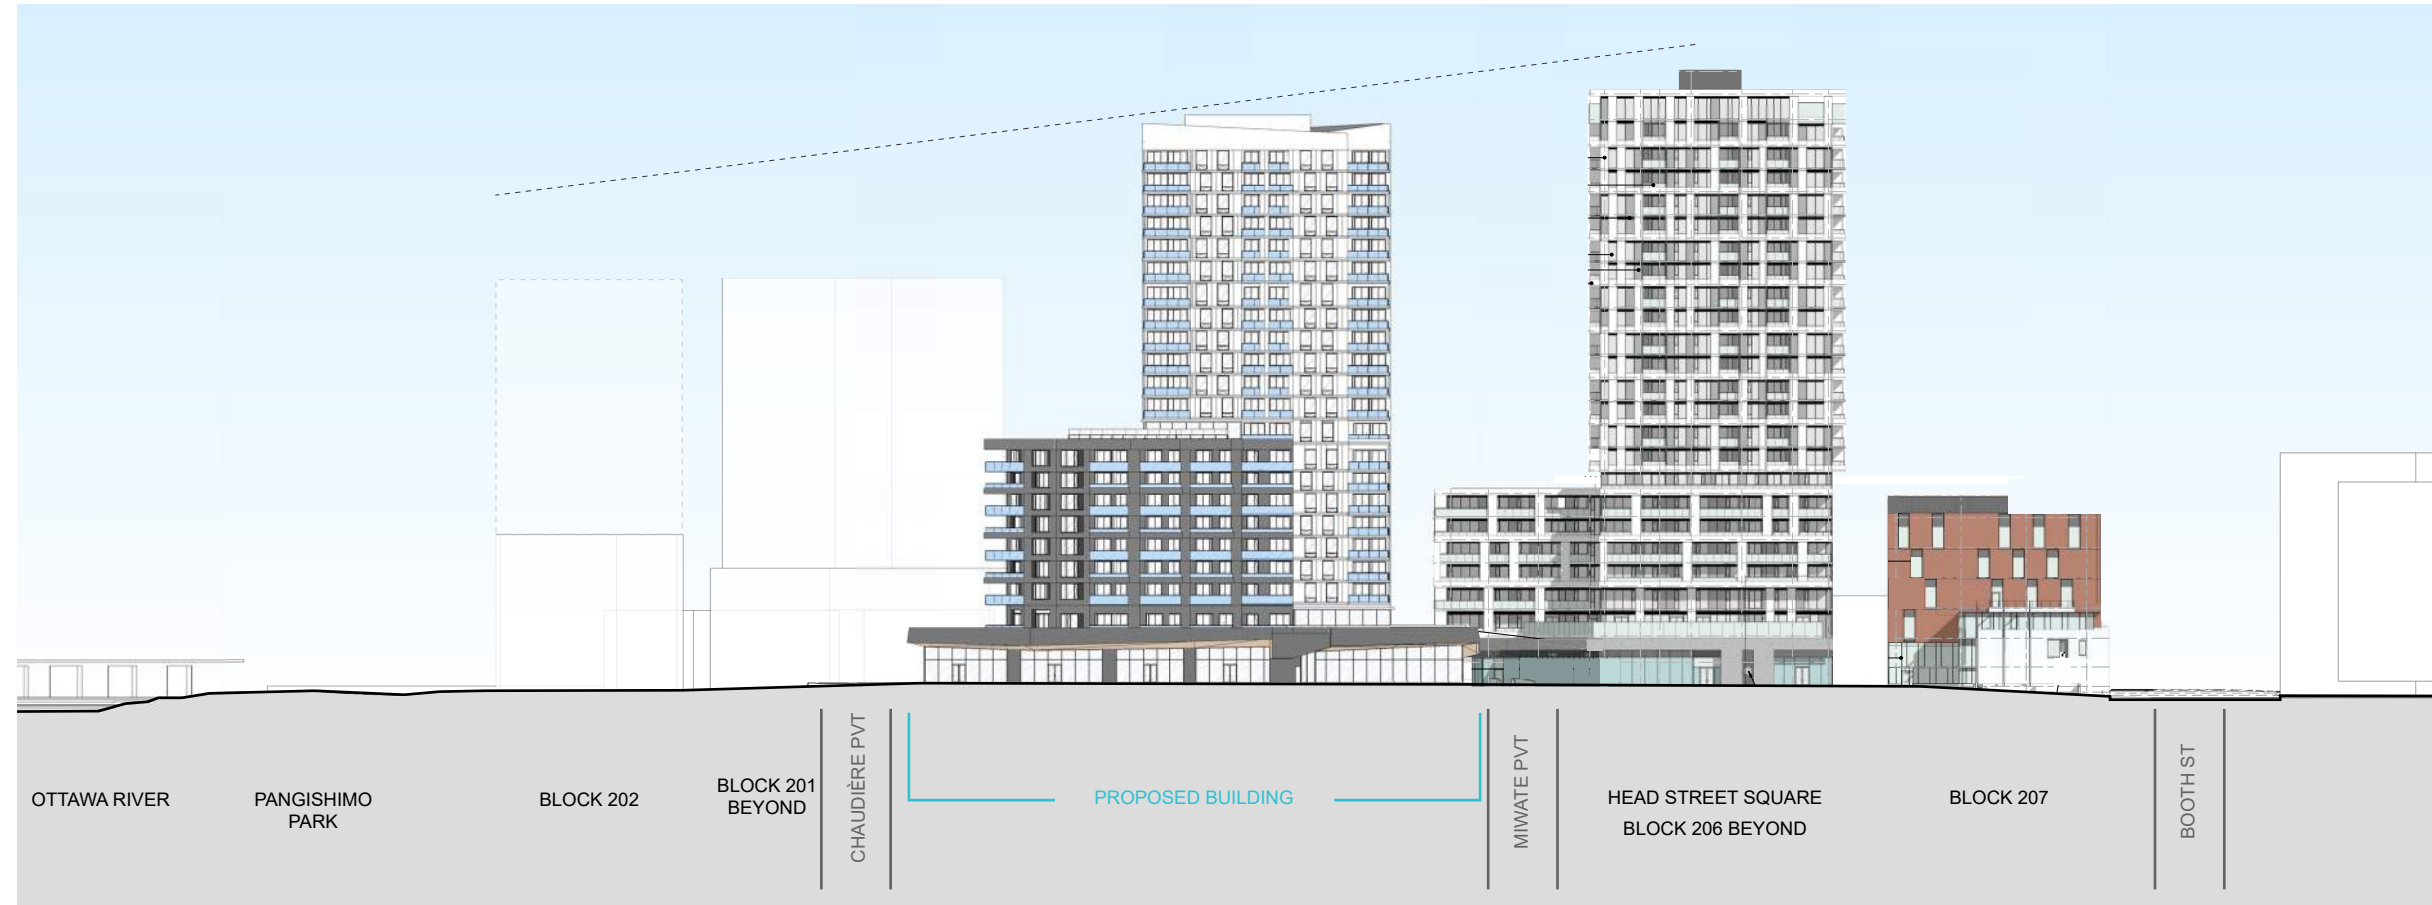 OTTAWA RIVER
PANGISHIMO
PARK
BLOCK 202
BLOCK 201
BEYOND
CHAUDIÈRE PVT
PROPOSED BUILDING
MIWATE PVT
HEAD STREET SQUARE
BLOCK 206 BEYOND
BLOCK 207
BOOTH ST